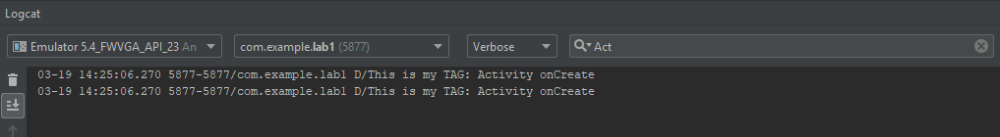 Logcat
Emulator 5.4_FWVGA_API_23 An com.example.lab1 (5877) Verbose Act
03-19 14:25:06.270 5877-5877/com.example.lab1 D/This is my TAG: Activity onCreate
03-19 14:25:06.270 5877-5877/com.example.lab1 D/This is my TAG: Activity onCreate